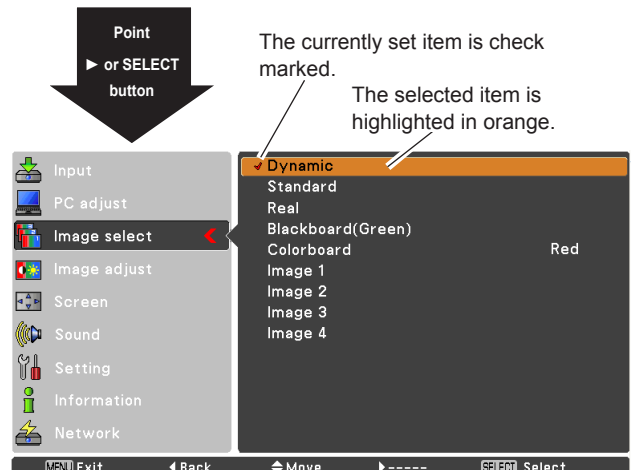 Point
► or SELECT
button
The currently set item is check
marked.
The selected item is
highlighted in orange.
Input
PC adjust
Image select
Image adjust
Screen
Sound
Setting
Information
Network
Dynamic
Standard
Real
Blackboard(Green)
Colorboard Red
Image 1
Image 2
Image 3
Image 4
MENU Exit ◄Back Move ►----- SELECT Select